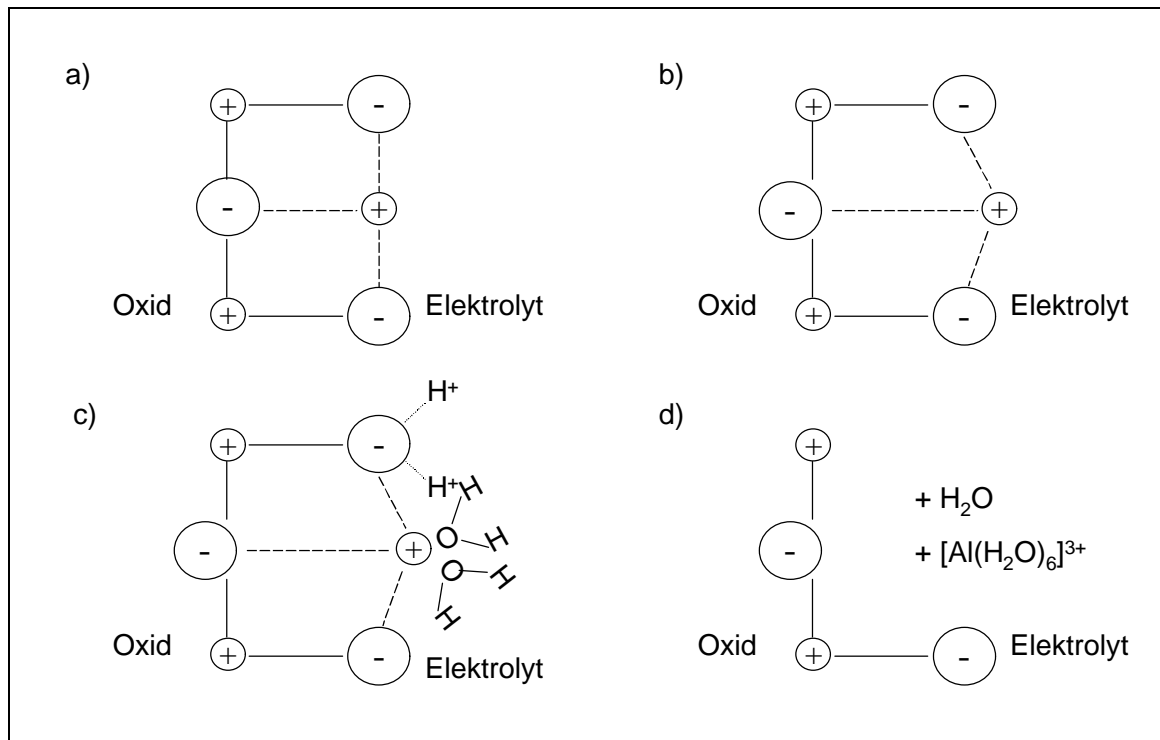 a)
+ -
- +
Oxid + - Elektrolyt
b)
+ -
- +
Oxid + - Elektrolyt
c)
H⁺
+ -
H⁺ H
- + O H
O H
H
Oxid + - Elektrolyt
d)
+
+ H₂O
- + [Al(H₂O)₆]³⁺
Oxid + - Elektrolyt